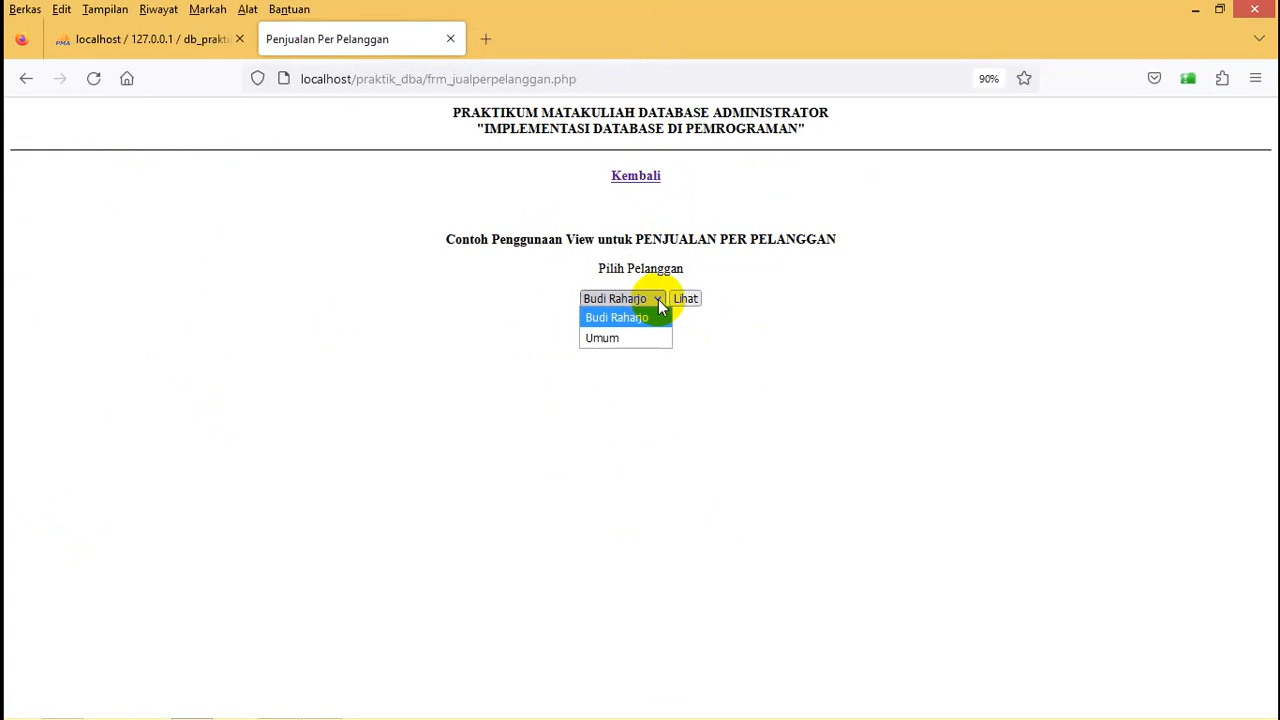 Berkas Edit Tampilan Riwayat Markah Alat Bantuan
localhost / 127.0.0.1 / db_prakti
Penjualan Per Pelanggan
localhost/praktik_dba/frm_jualperpelanggan.php
90%
PRAKTIKUM MATAKULIAH DATABASE ADMINISTRATOR
"IMPLEMENTASI DATABASE DI PEMROGRAMAN"
Kembali
Contoh Penggunaan View untuk PENJUALAN PER PELANGGAN
Pilih Pelanggan
Budi Raharjo Lihat
Budi Raharjo
Umum